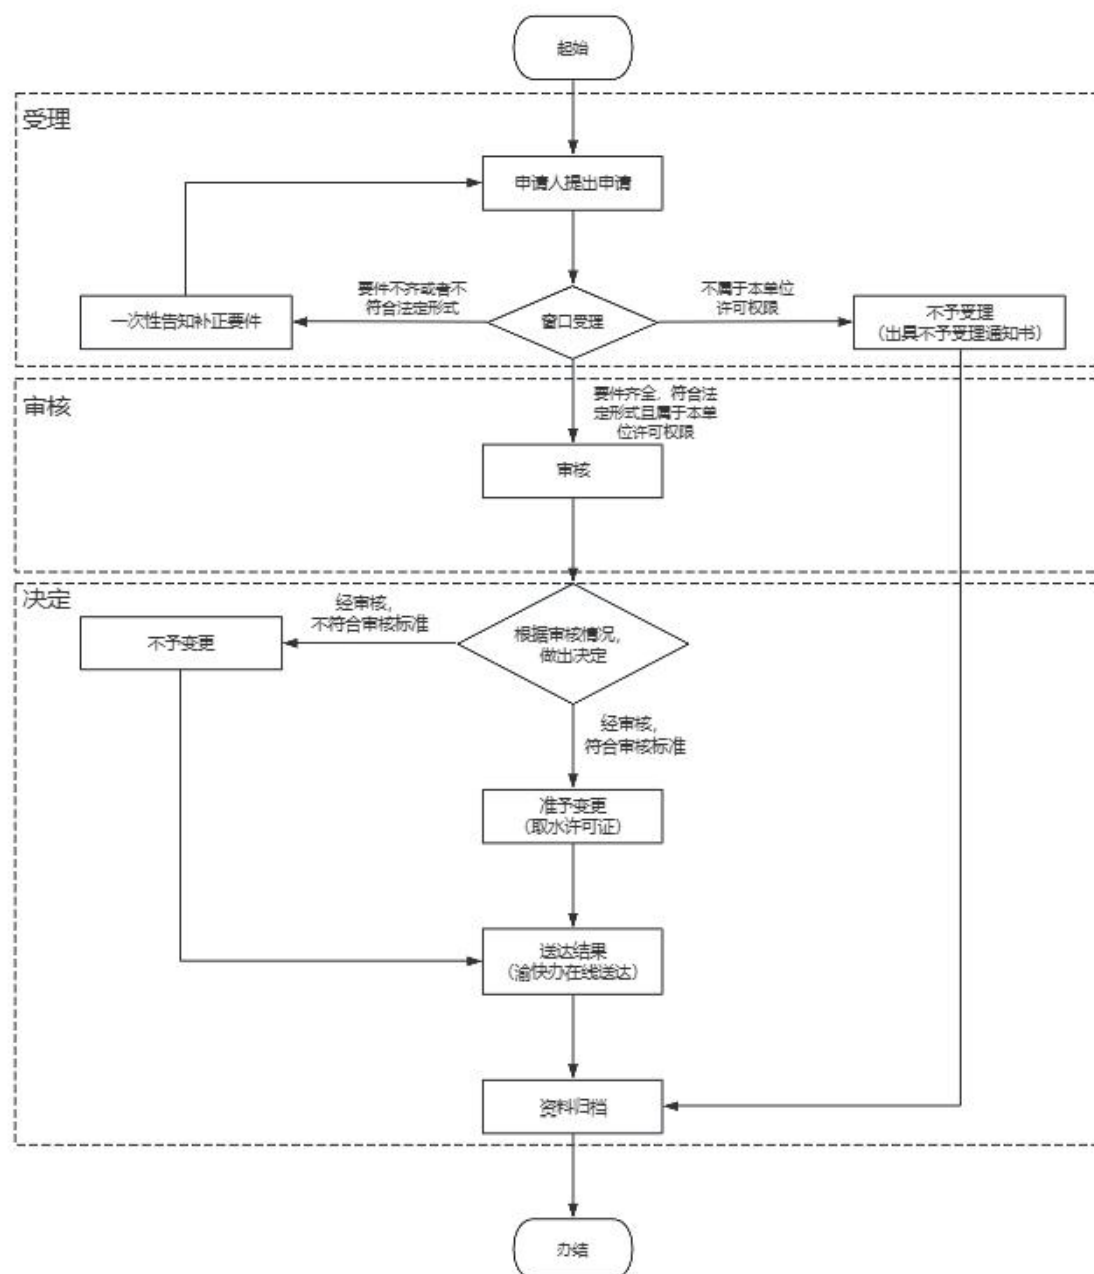 起始
受理
申请人提出申请
要件不齐或者不
符合法定形式
不属于本单位
许可权限
一次性告知补正要件
窗口受理
不予受理
（出具不予受理通知书）
审核
要件齐全，符合法
定形式且属于本单
位许可权限
审核
决定
经审核，
不符合审核标准
不予变更
根据审核情况，
做出决定
经审核，
符合审核标准
准予变更
（取水许可证）
送达结果
（渝快办在线送达）
资料归档
办结